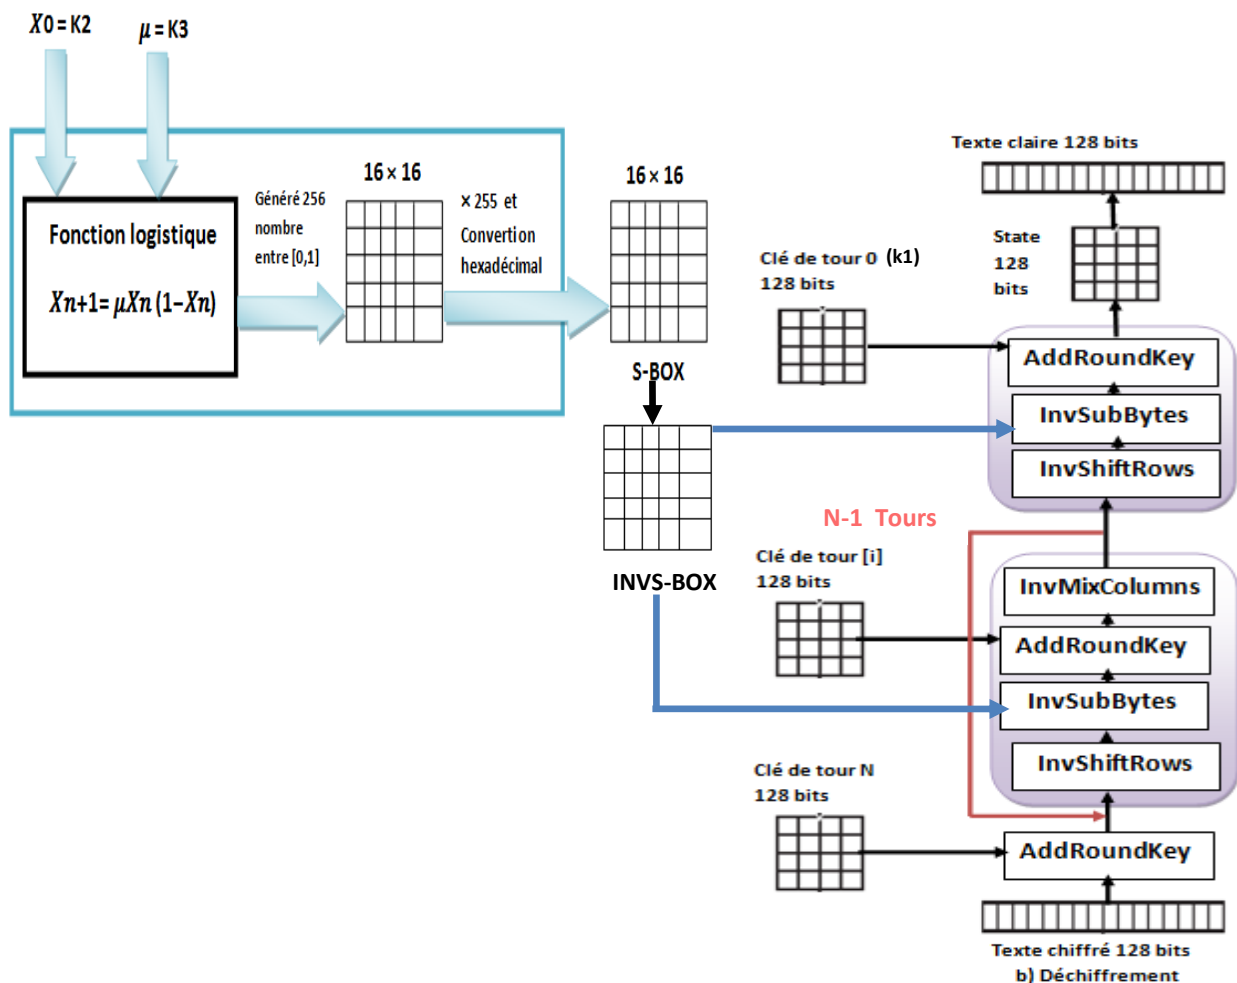 X0 = K2
μ = K3
Fonction logistique
Xn+1= μXn (1−Xn)
Généré 256
nombre
entre [0,1]
16 × 16
× 255 et
Convertion
hexadécimal
16 × 16
S-BOX
INVS-BOX
Texte claire 128 bits
State
128
bits
Clé de tour 0 (k1)
128 bits
AddRoundKey
InvSubBytes
InvShiftRows
N-1 Tours
Clé de tour [i]
128 bits
InvMixColumns
AddRoundKey
InvSubBytes
InvShiftRows
Clé de tour N
128 bits
AddRoundKey
Texte chiffré 128 bits
b) Déchiffrement